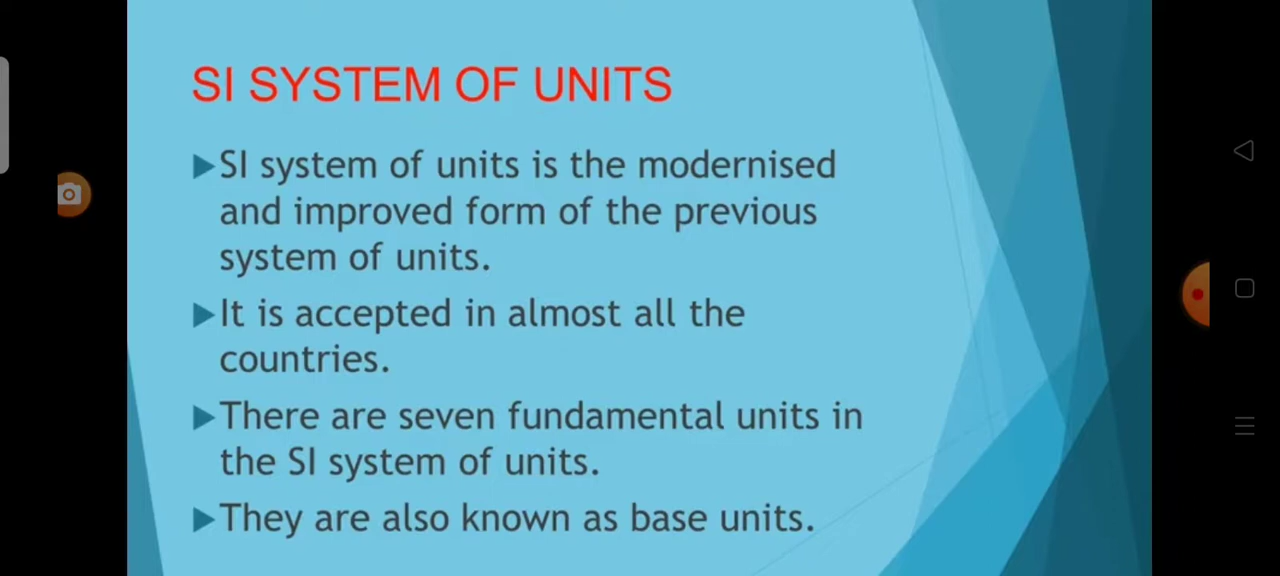 SI SYSTEM OF UNITS
SI system of units is the modernised
and improved form of the previous
system of units.
It is accepted in almost all the
countries.
There are seven fundamental units in
the SI system of units.
They are also known as base units.